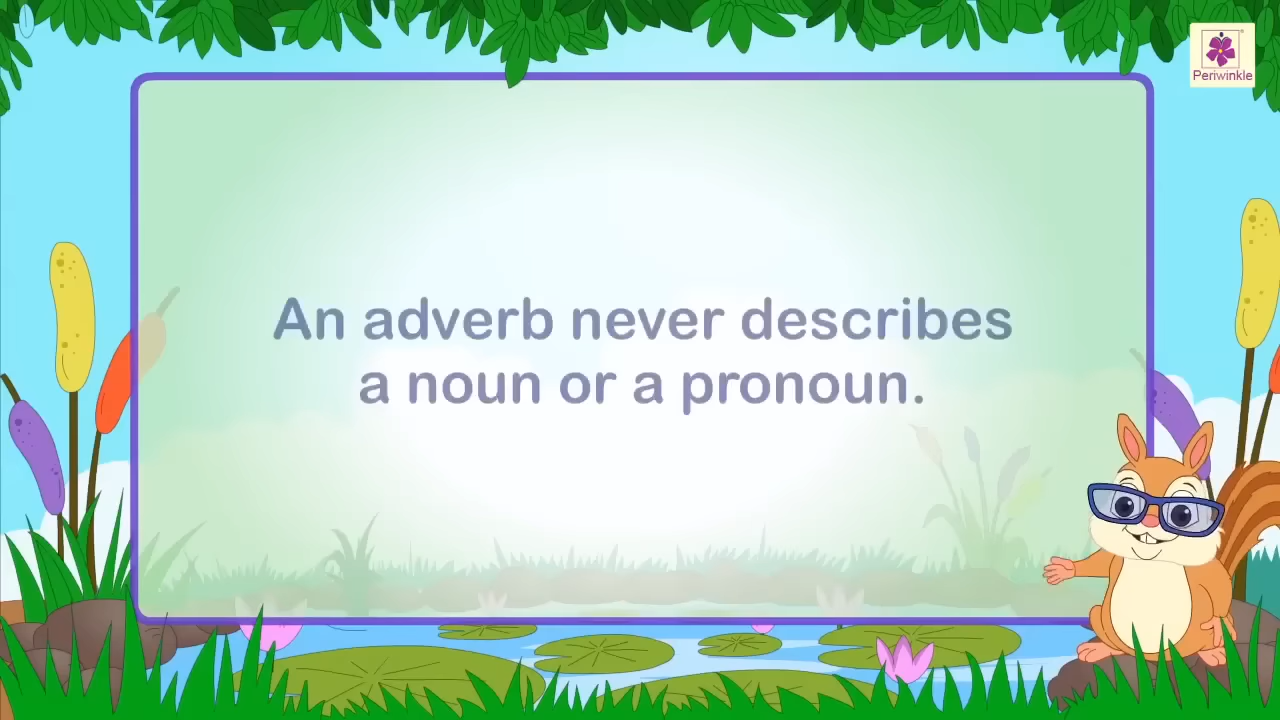 Periwinkle
An adverb never describes
a noun or a pronoun.